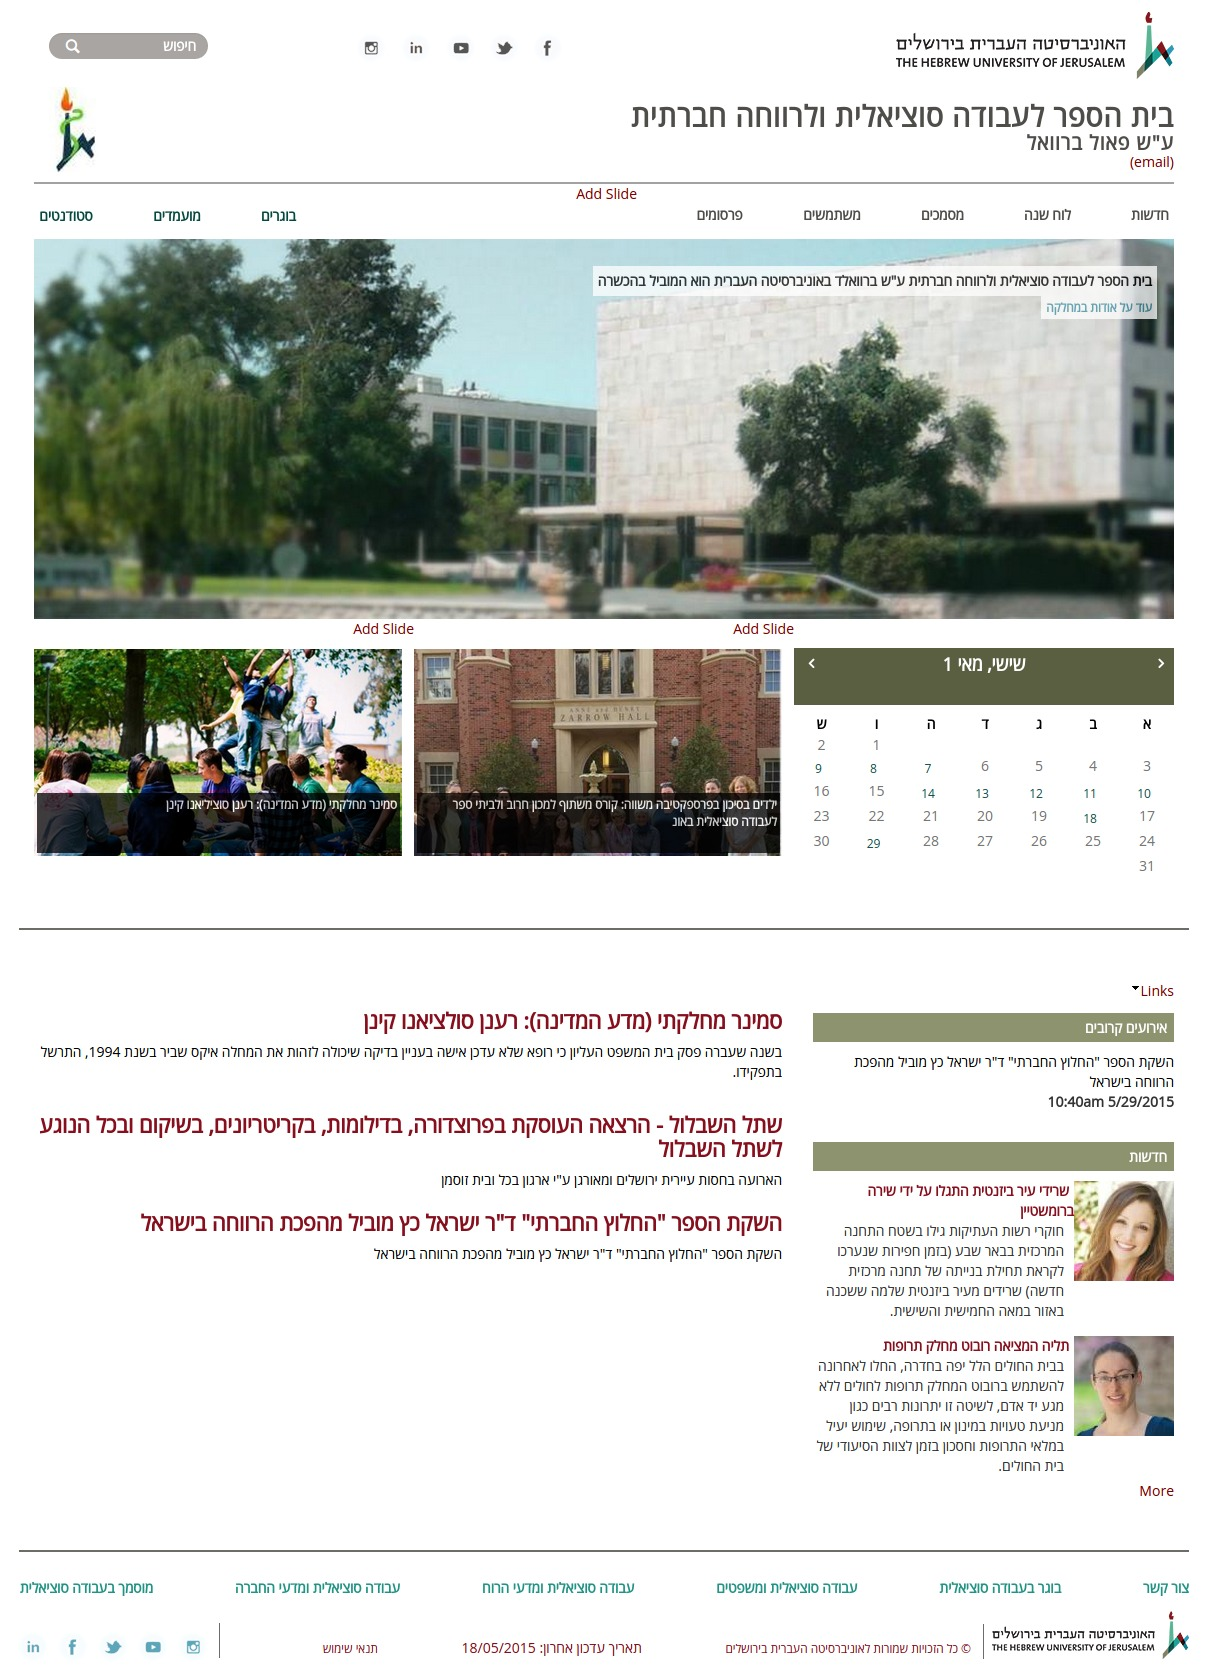 האוניברסיטה העברית בירושלים
THE HEBREW UNIVERSITY OF JERUSALEM
חיפוש
בית הספר לעבודה סוציאלית ולרווחה חברתית
ע"ש פאול ברוואל
(email)
Add Slide
חדשות לוח שנה מסמכים משתמשים פרסומים
בוגרים מועמדים סטודנטים
בית הספר לעבודה סוציאלית ולרווחה חברתית ע"ש ברוואלד באוניברסיטה העברית הוא המוביל בהכשרה
עוד על אודות במחלקה
Add Slide
Add Slide
שישי, מאי 1
א ב ג ד ה ו ש
1 2
3 4 5 6 7 8 9
10 11 12 13 14 15 16
17 18 19 20 21 22 23
24 25 26 27 28 29 30
31
ANNE AND HENRY
ZARROW HALL
ילדים בסיכון בפרספקטיבה משווה: קורס משתוף למכון חרוב ולביתי ספר
לעבודה סוציאלית באונ
סמינר מחלקתי (מדע המדינה): רענן סוציליאנו קינן
Links
אירועים קרובים
השקת הספר "החלוץ החברתי" ד"ר ישראל כץ מוביל מהפכת
הרווחה בישראל
10:40am 5/29/2015
חדשות
שרידי עיר ביזנטית התגלו על ידי שירה
ברומשטיין
חוקרי רשות העתיקות גילו בשטח התחנה
המרכזית בבאר שבע (בזמן חפירות שנערכו
לקראת תחילת בנייתה של תחנה מרכזית
חדשה) שרידים מעיר ביזנטית שלמה ששכנה
באזור במאה החמישית והשישית.
תליה המציאה רובוט מחלק תרופות
בבית החולים הלל יפה בחדרה, החלו לאחרונה
להשתמש ברובוט המחלק תרופות לחולים ללא
מגע יד אדם, לשיטה זו יתרונות רבים כגון
מניעת טעויות במינון או בתרופה, שימוש יעיל
במלאי התרופות וחסכון בזמן לצוות הסיעודי של
בית החולים.
More
סמינר מחלקתי (מדע המדינה): רענן סולציאנו קינן
בשנה שעברה פסק בית המשפט העליון כי רופא שלא עדכן אישה בעניין בדיקה שיכולה לזהות את המחלה איקס שביר בשנת 1994, התרשל
בתפקידו.
שתל השבלול - הרצאה העוסקת בפרוצדורה, בדילומות, בקריטריונים, בשיקום ובכל הנוגע
לשתל השבלול
הארועה בחסות עיירית ירושלים ומאורגן ע"י ארגון בכל ובית זוסמן
השקת הספר "החלוץ החברתי" ד"ר ישראל כץ מוביל מהפכת הרווחה בישראל
השקת הספר "החלוץ החברתי" ד"ר ישראל כץ מוביל מהפכת הרווחה בישראל
צור קשר בוגר בעבודה סוציאלית עבודה סוציאלית ומשפטים עבודה סוציאלית ומדעי הרוח עבודה סוציאלית ומדעי החברה מוסמך בעבודה סוציאלית
האוניברסיטה העברית בירושלים
THE HEBREW UNIVERSITY OF JERUSALEM
© כל הזכויות שמורות לאוניברסיטה העברית בירושלים
תאריך עדכון אחרון: 18/05/2015
תנאי שימוש